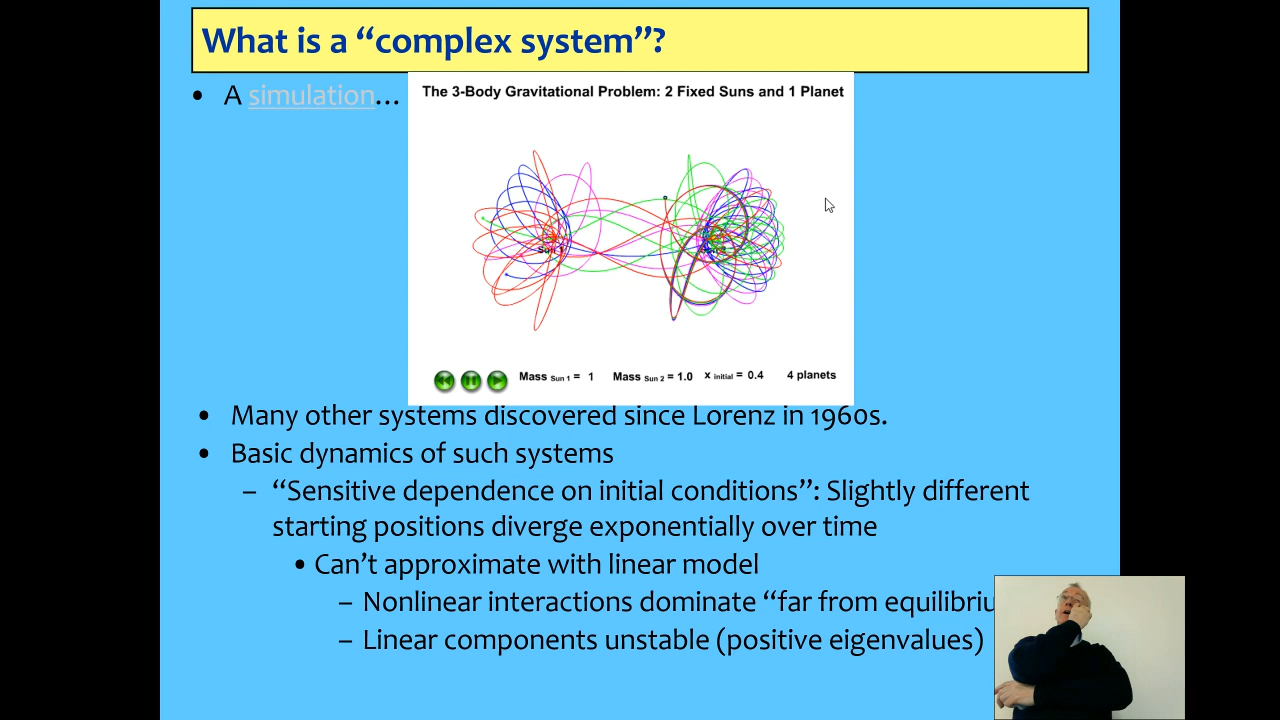 What is a “complex system”?
• A simulation…
The 3-Body Gravitational Problem: 2 Fixed Suns and 1 Planet
Sun 1
Mass Sun 1 = 1 Mass Sun 2 = 1.0 x initial = 0.4 4 planets
• Many other systems discovered since Lorenz in 1960s.
• Basic dynamics of such systems
– “Sensitive dependence on initial conditions”: Slightly different
starting positions diverge exponentially over time
• Can’t approximate with linear model
– Nonlinear interactions dominate “far from
– Linear components unstable (positive eigenvalues)